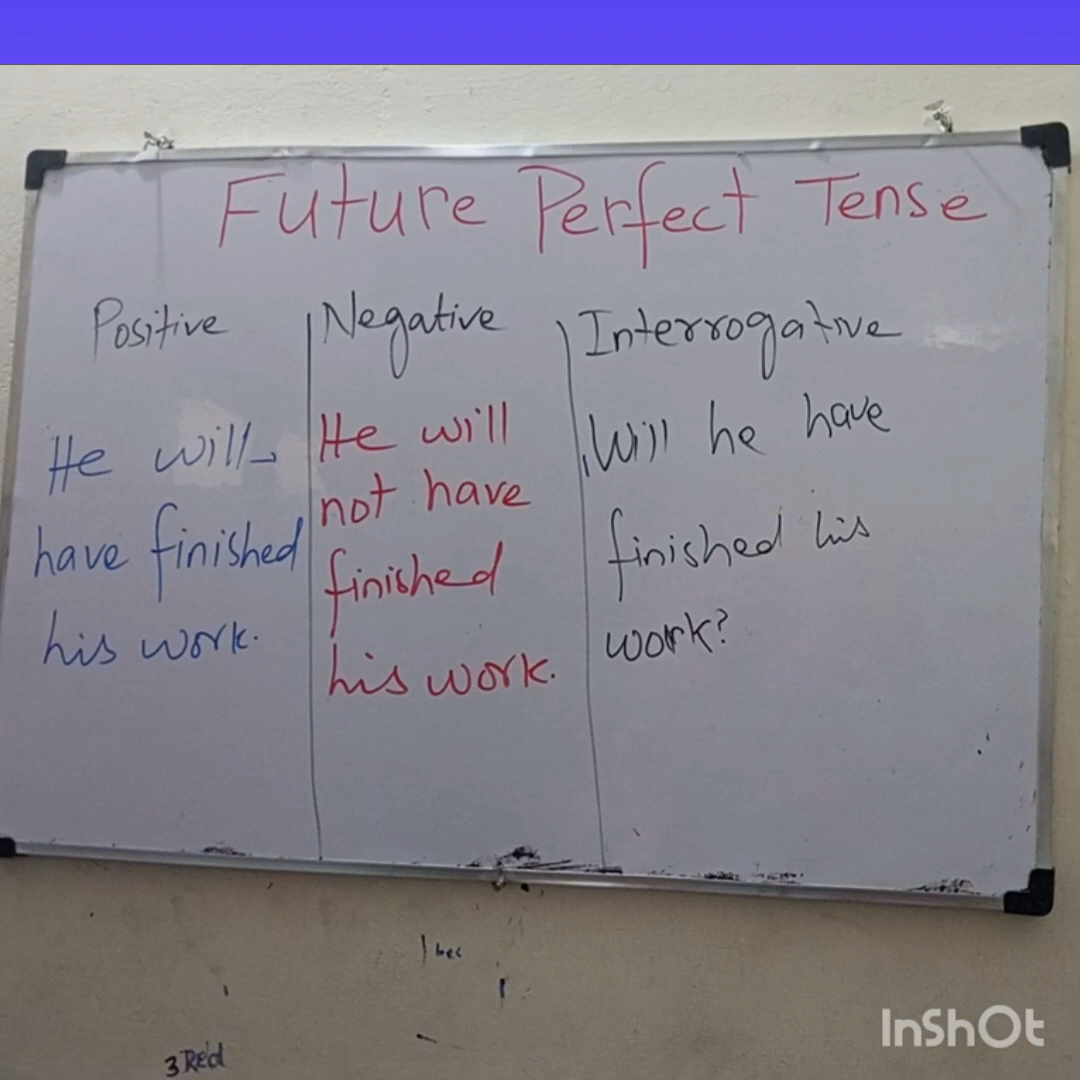 Future Perfect Tense
Positive
He will
have finished
his work.
Negative
He will
not have
finished
his work.
Interrogative
Will he have
finished his
work?
3 Red
InShOt